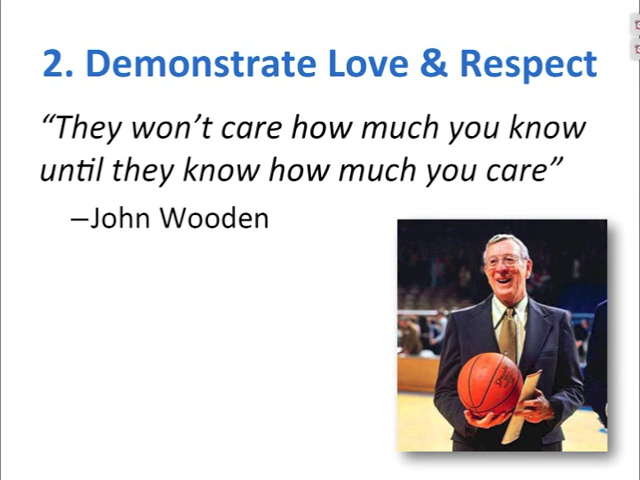 2. Demonstrate Love & Respect
“They won’t care how much you know
until they know how much you care”
–John Wooden